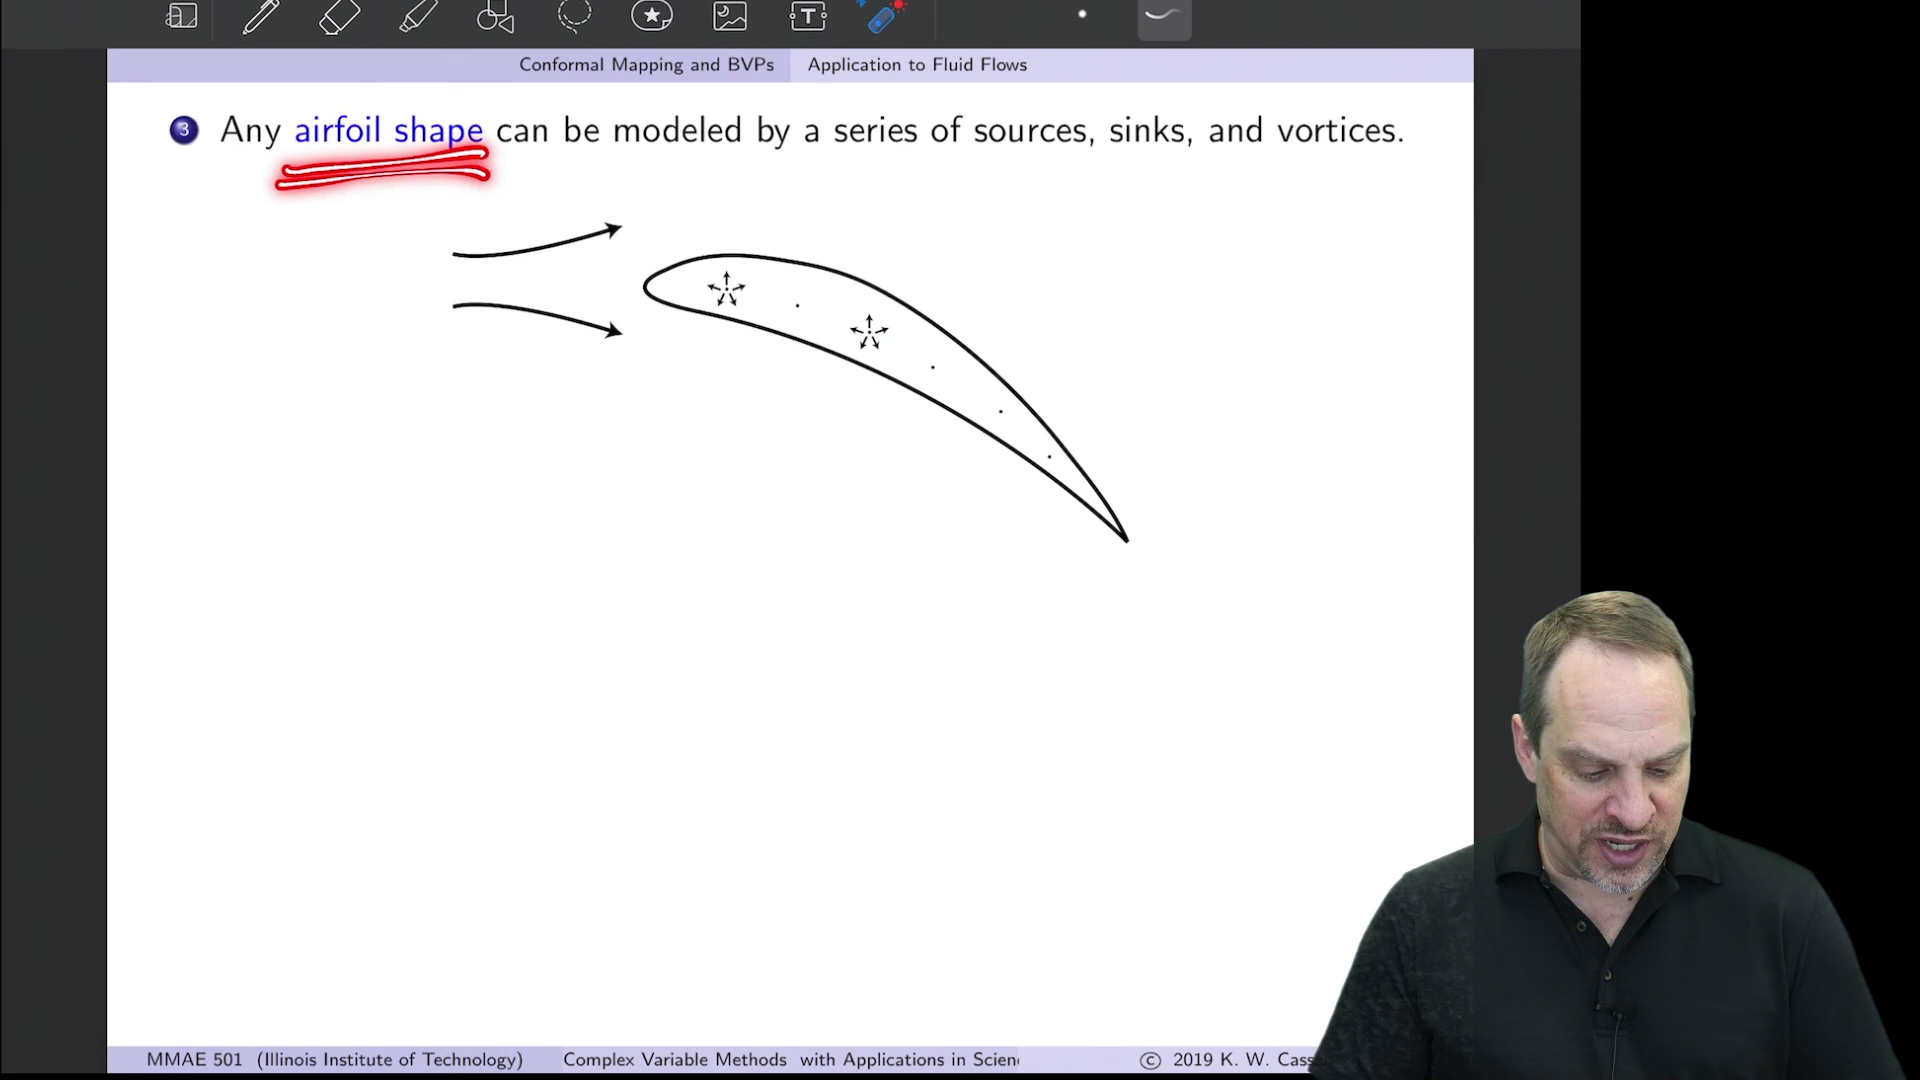 T
Conformal Mapping and BVPs Application to Fluid Flows
3 Any airfoil shape can be modeled by a series of sources, sinks, and vortices.
MMAE 501 (Illinois Institute of Technology) Complex Variable Methods with Applications in Scien © 2019 K. W. Cass